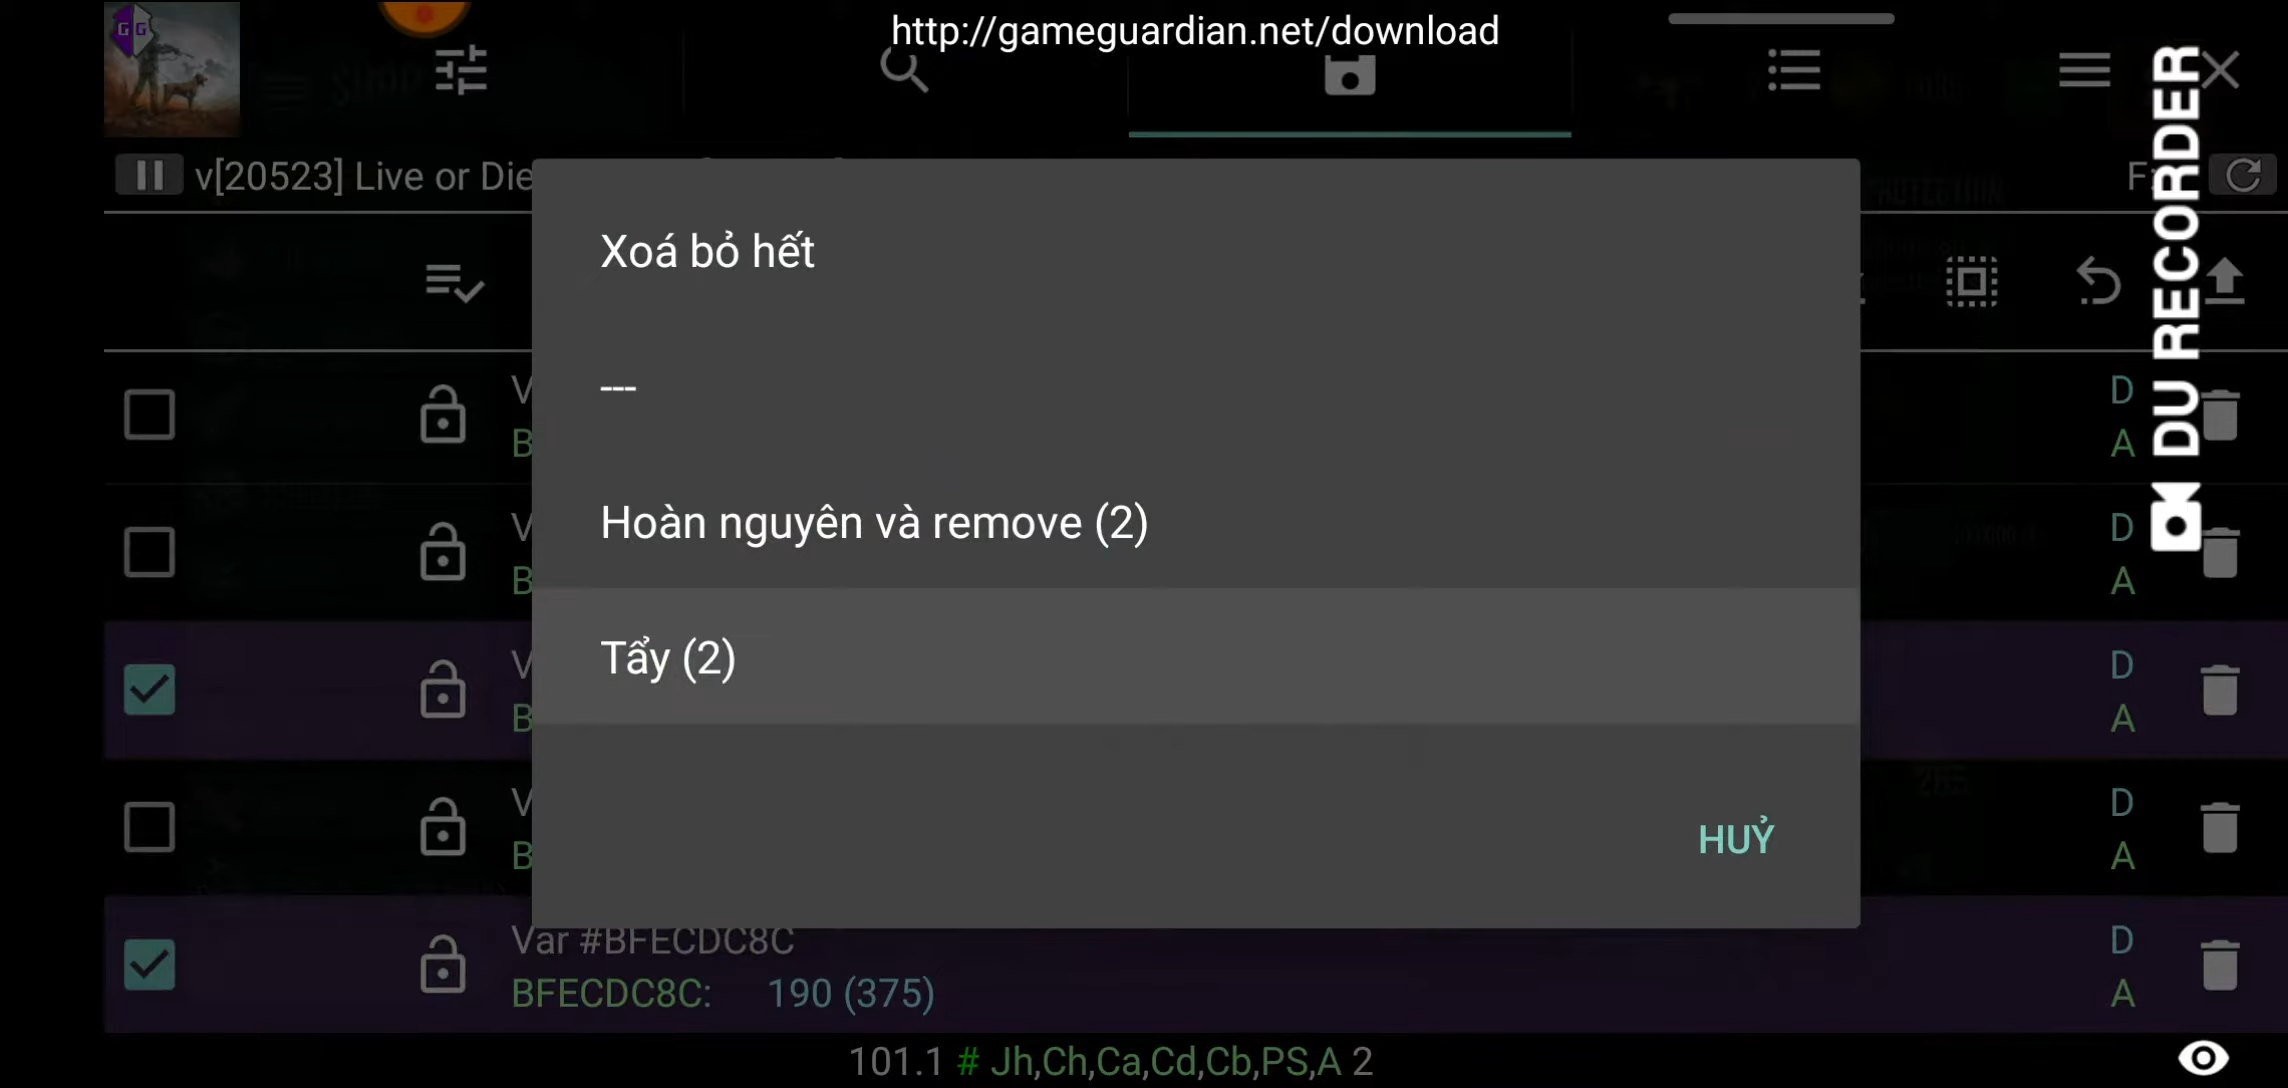 http://gameguardian.net/download
GG
v[20523] Live or Die
F
Xoá bỏ hết
---
Hoàn nguyên và remove (2)
Tẩy (2)
HUỶ
V D
B A
V D
B A
V D
B A
V D
B A
Var #BFECDC8C D
BFECDC8C: 190 (375) A
101.1 # Jh,Ch,Ca,Cd,Cb,PS,A 2
DU RECORDER